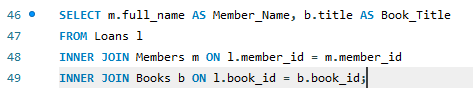 46 SELECT m.full_name AS Member_Name, b.title AS Book_Title
47 FROM Loans l
48 INNER JOIN Members m ON l.member_id = m.member_id
49 INNER JOIN Books b ON l.book_id = b.book_id;